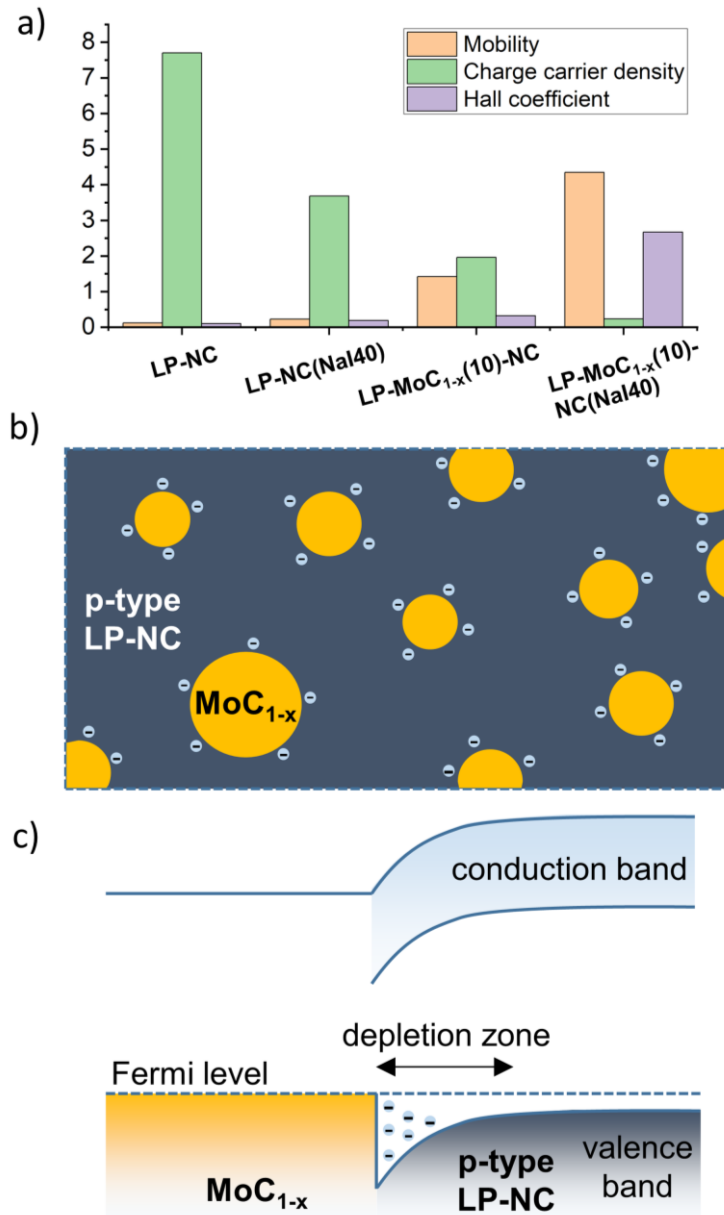 a)
8
7
6
5
4
3
2
1
0
Mobility
Charge carrier density
Hall coefficient
LP-NC
LP-NC(NaI40)
LP-MoC1-x(10)-NC
LP-MoC1-x(10)-
NC(NaI40)
b)
p-type
LP-NC
MoC1-x
c)
conduction band
depletion zone
Fermi level
MoC1-x
p-type
LP-NC
valence
band